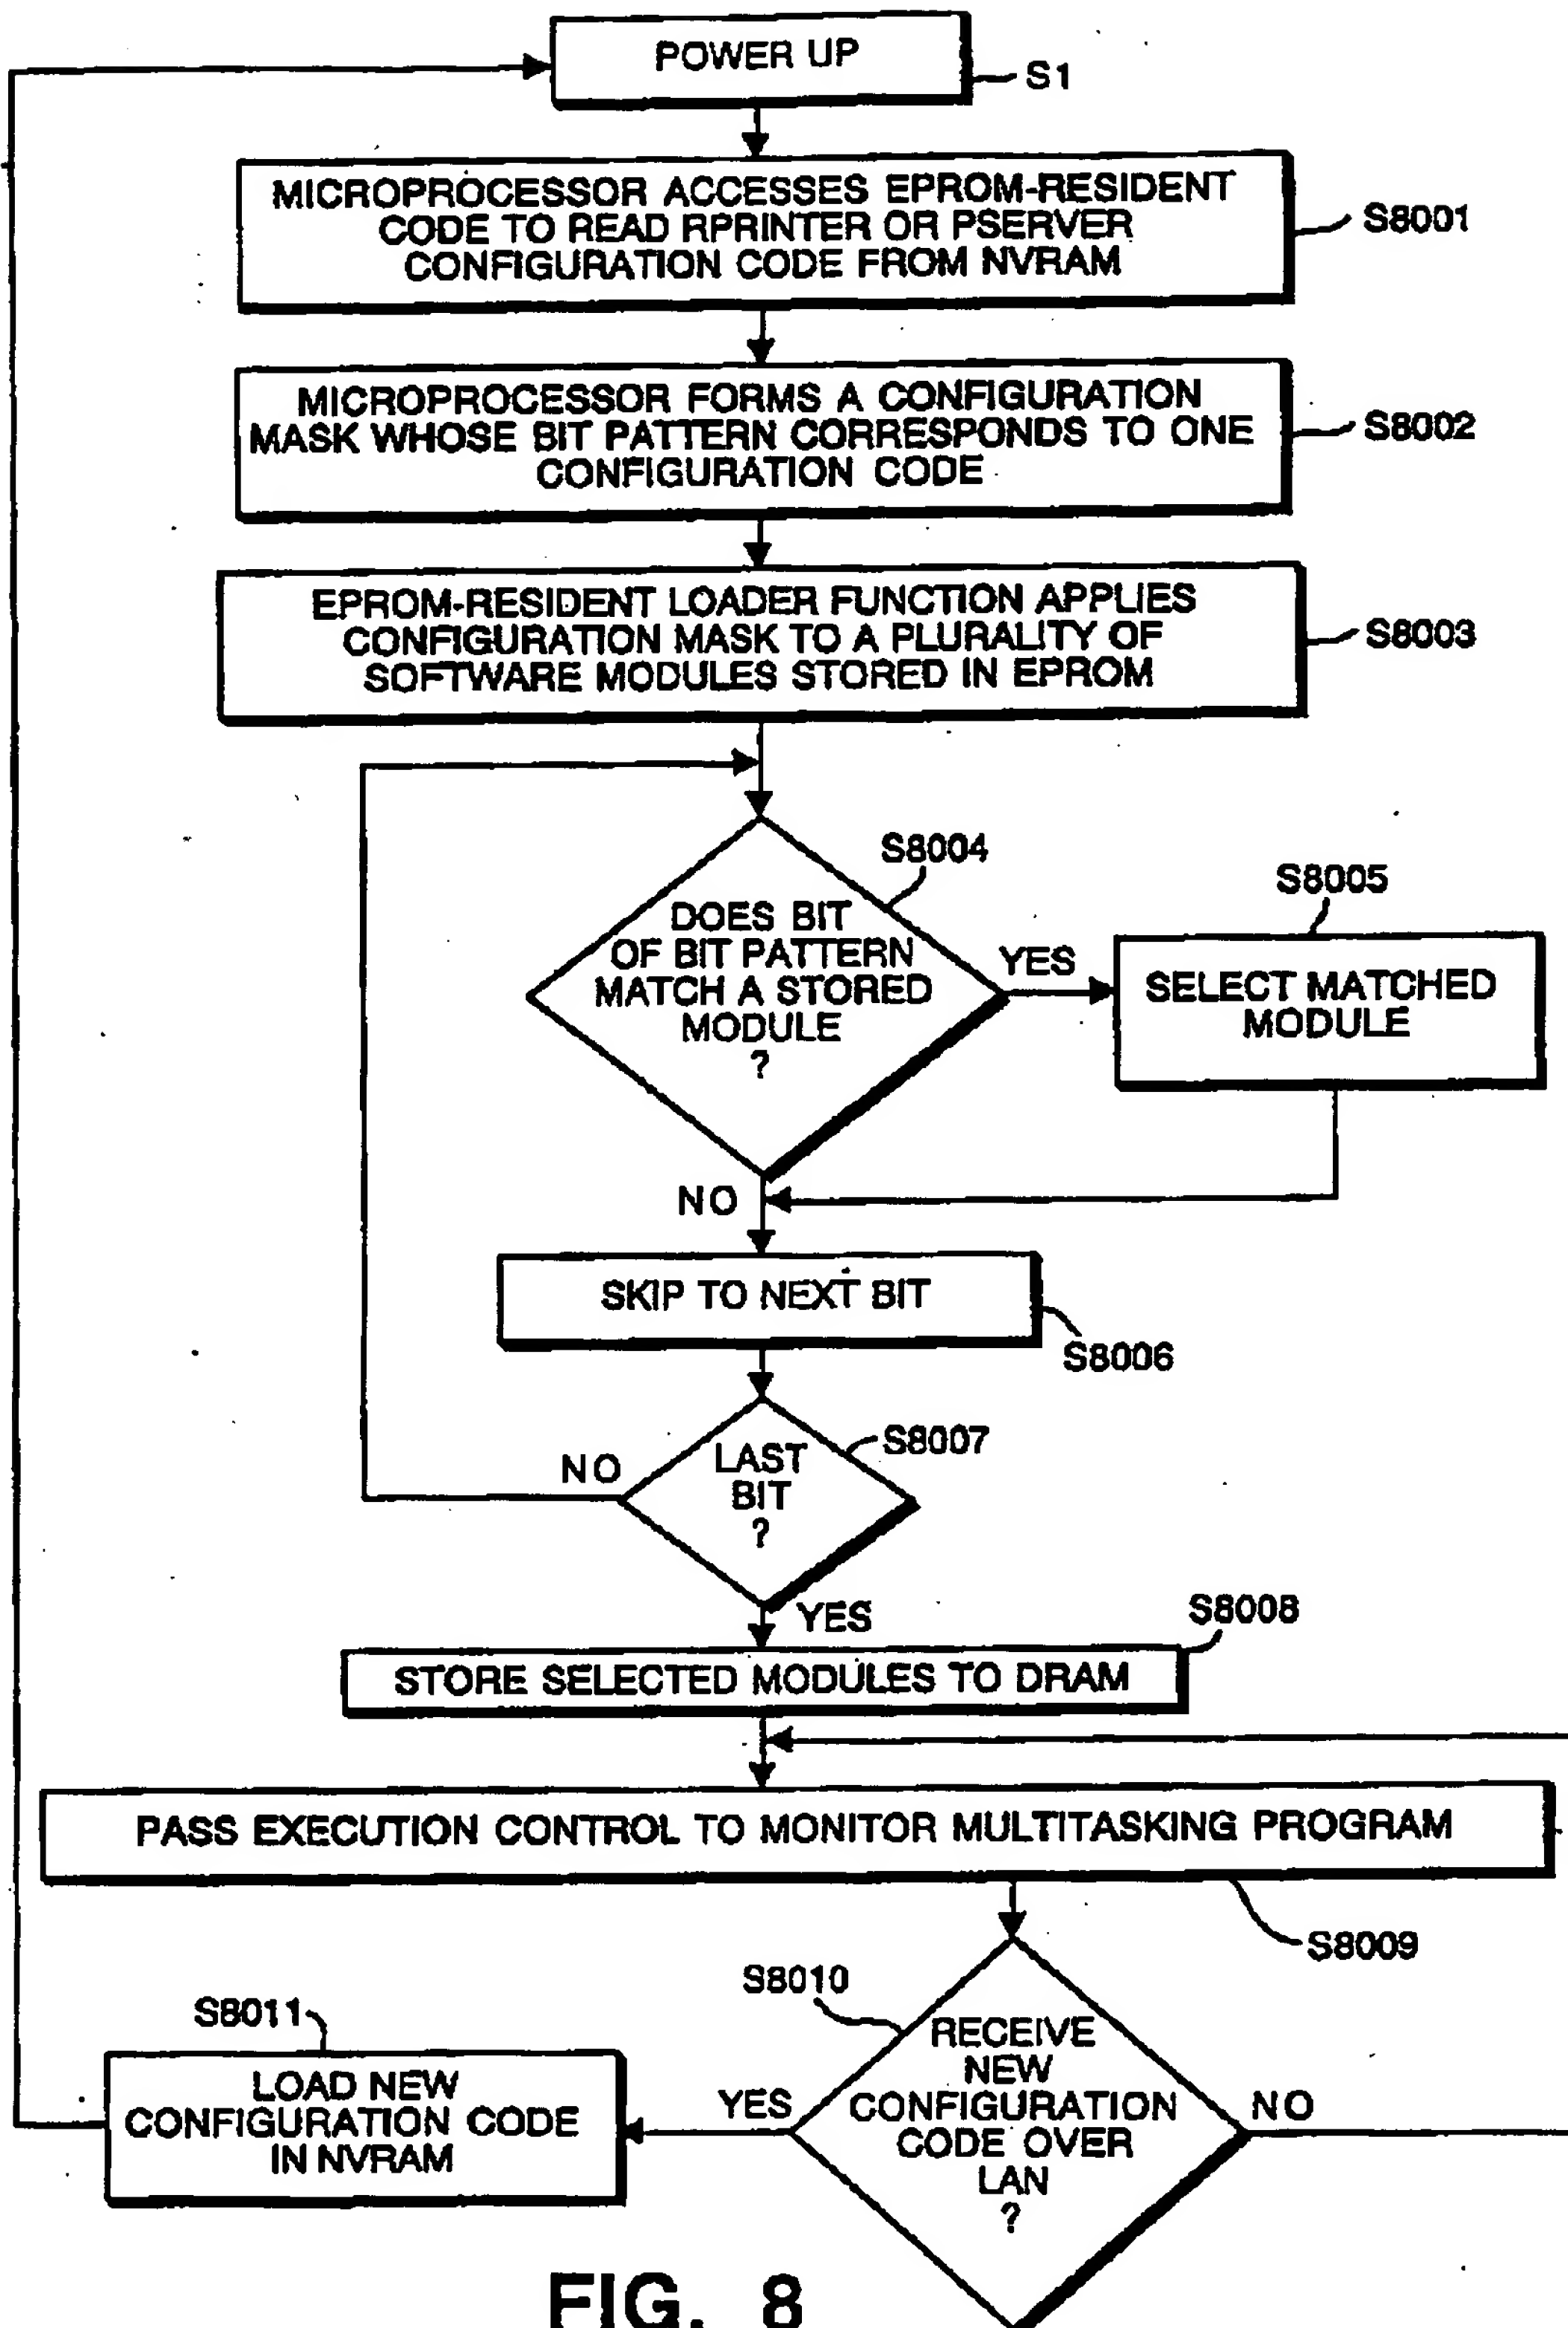 POWER UP
S1
MICROPROCESSOR ACCESSES EPROM-RESIDENT
CODE TO READ RPRINTER OR PSERVER
CONFIGURATION CODE FROM NVRAM
S8001
MICROPROCESSOR FORMS A CONFIGURATION
MASK WHOSE BIT PATTERN CORRESPONDS TO ONE
CONFIGURATION CODE
S8002
EPROM-RESIDENT LOADER FUNCTION APPLIES
CONFIGURATION MASK TO A PLURALITY OF
SOFTWARE MODULES STORED IN EPROM
S8003
S8004
DOES BIT
OF BIT PATTERN
MATCH A STORED
MODULE
?
YES
S8005
SELECT MATCHED
MODULE
NO
SKIP TO NEXT BIT
S8006
S8007
LAST
BIT
?
NO
YES
S8008
STORE SELECTED MODULES TO DRAM
PASS EXECUTION CONTROL TO MONITOR MULTITASKING PROGRAM
S8009
S8010
RECEIVE
NEW
CONFIGURATION
CODE OVER
LAN
?
YES
NO
S8011
LOAD NEW
CONFIGURATION CODE
IN NVRAM
FIG. 8